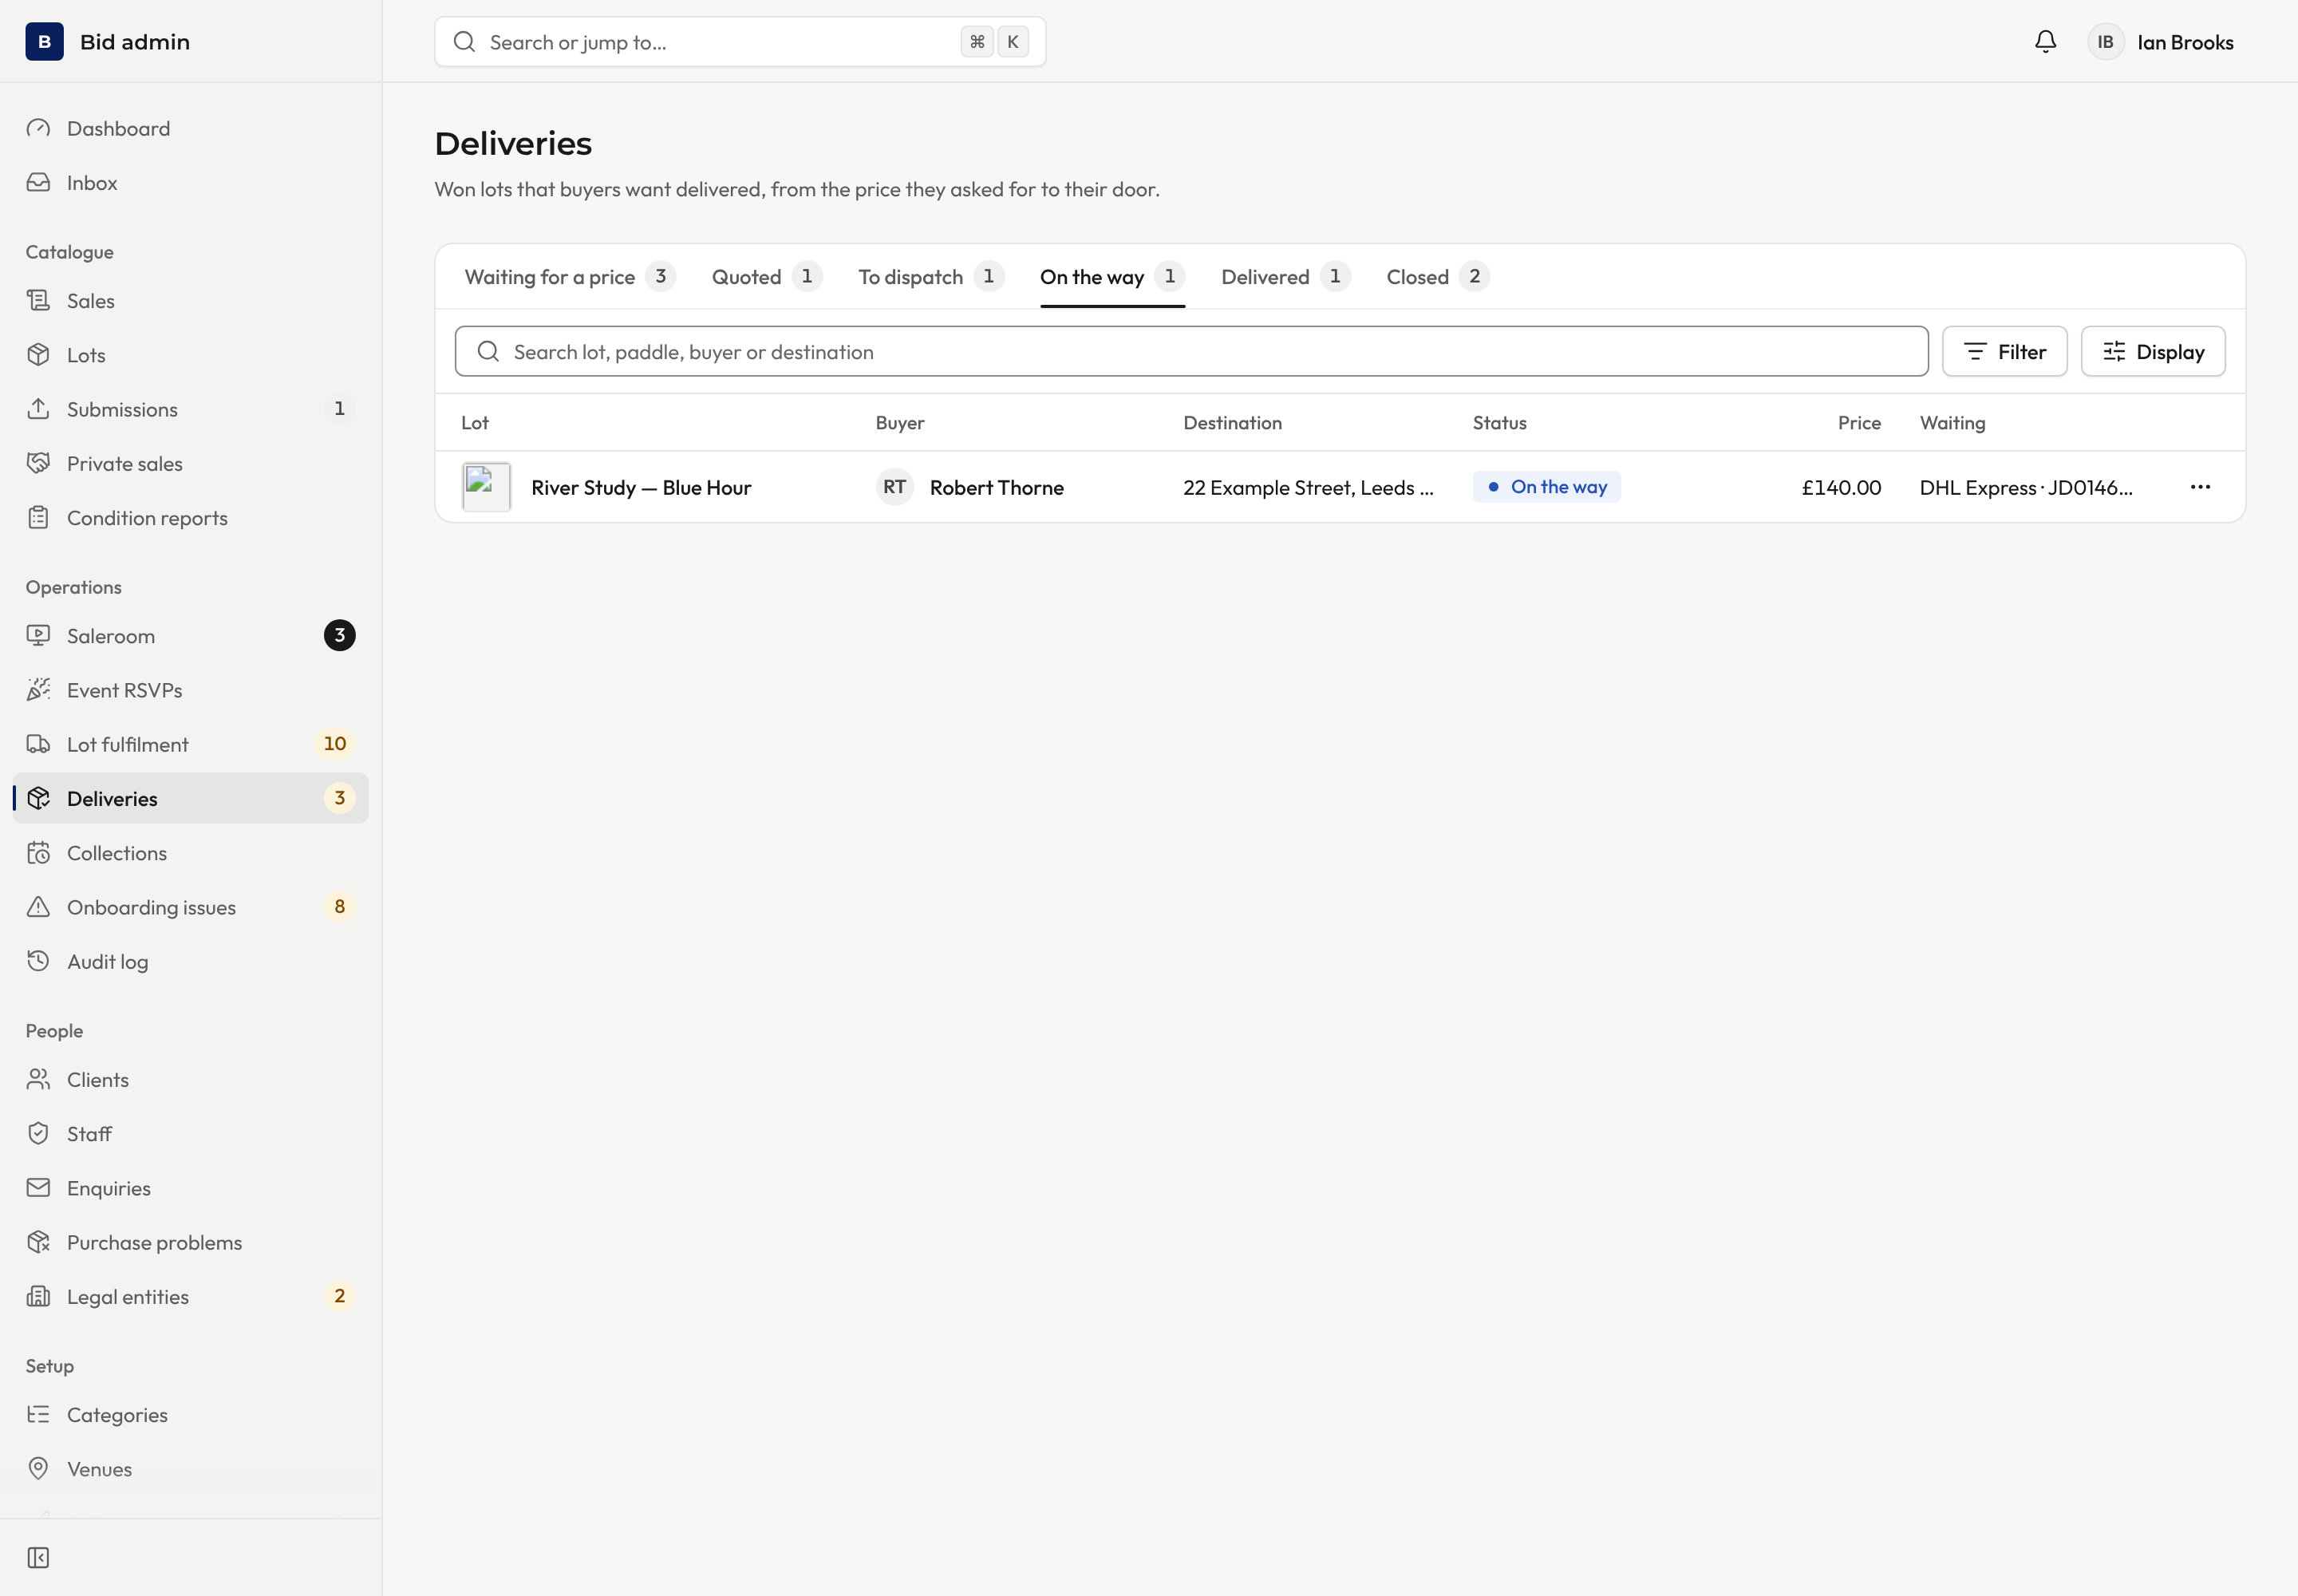 B Bid admin
Search or jump to... ⌘ K
IB Ian Brooks
Dashboard
Inbox
Catalogue
Sales
Lots
Submissions 1
Private sales
Condition reports
Operations
Saleroom 3
Event RSVPs
Lot fulfilment 10
Deliveries 3
Collections
Onboarding issues 8
Audit log
People
Clients
Staff
Enquiries
Purchase problems
Legal entities 2
Setup
Categories
Venues
Deliveries
Won lots that buyers want delivered, from the price they asked for to their door.
Waiting for a price 3 Quoted 1 To dispatch 1 On the way 1 Delivered 1 Closed 2
Search lot, paddle, buyer or destination Filter Display
Lot Buyer Destination Status Price Waiting
River Study — Blue Hour RT Robert Thorne 22 Example Street, Leeds ... On the way £140.00 DHL Express · JD0146...